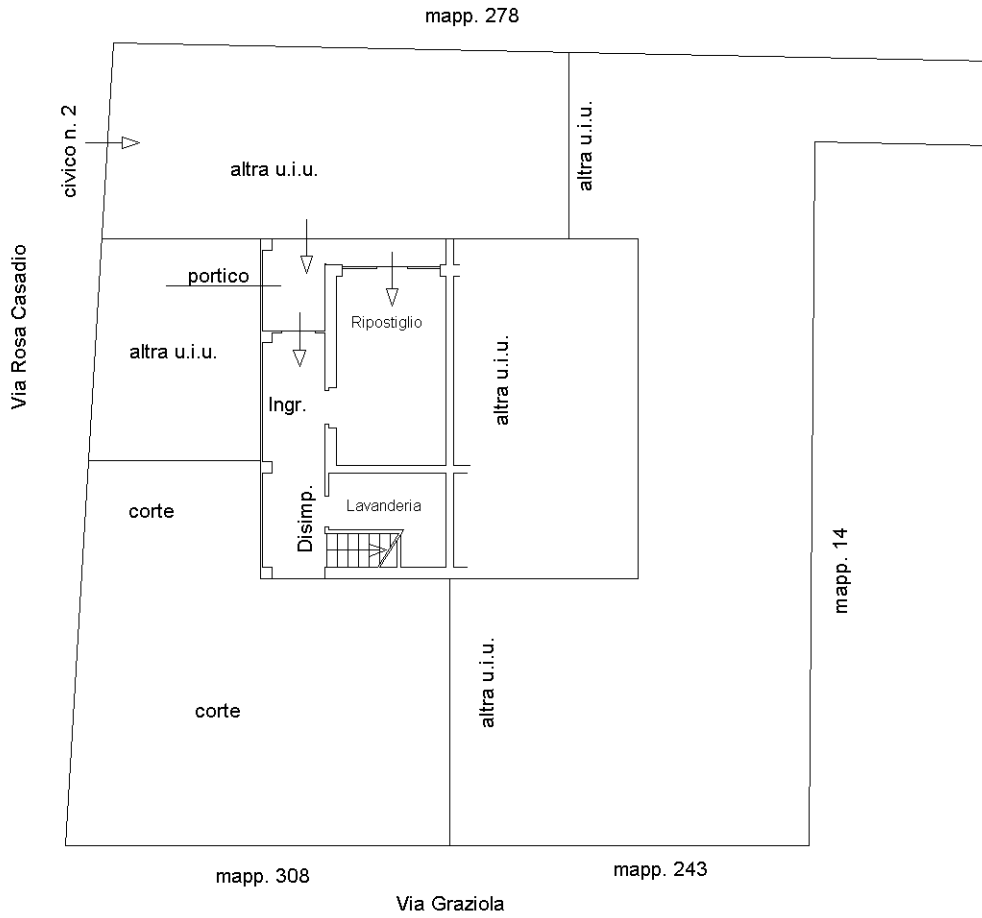 mapp. 278
civico n. 2
altra u.i.u.
altra u.i.u.
Via Rosa Casadio
portico
altra u.i.u.
Ripostiglio
Ingr.
altra u.i.u.
corte
Disimp.
Lavanderia
mapp. 14
altra u.i.u.
corte
mapp. 308
mapp. 243
Via Graziola